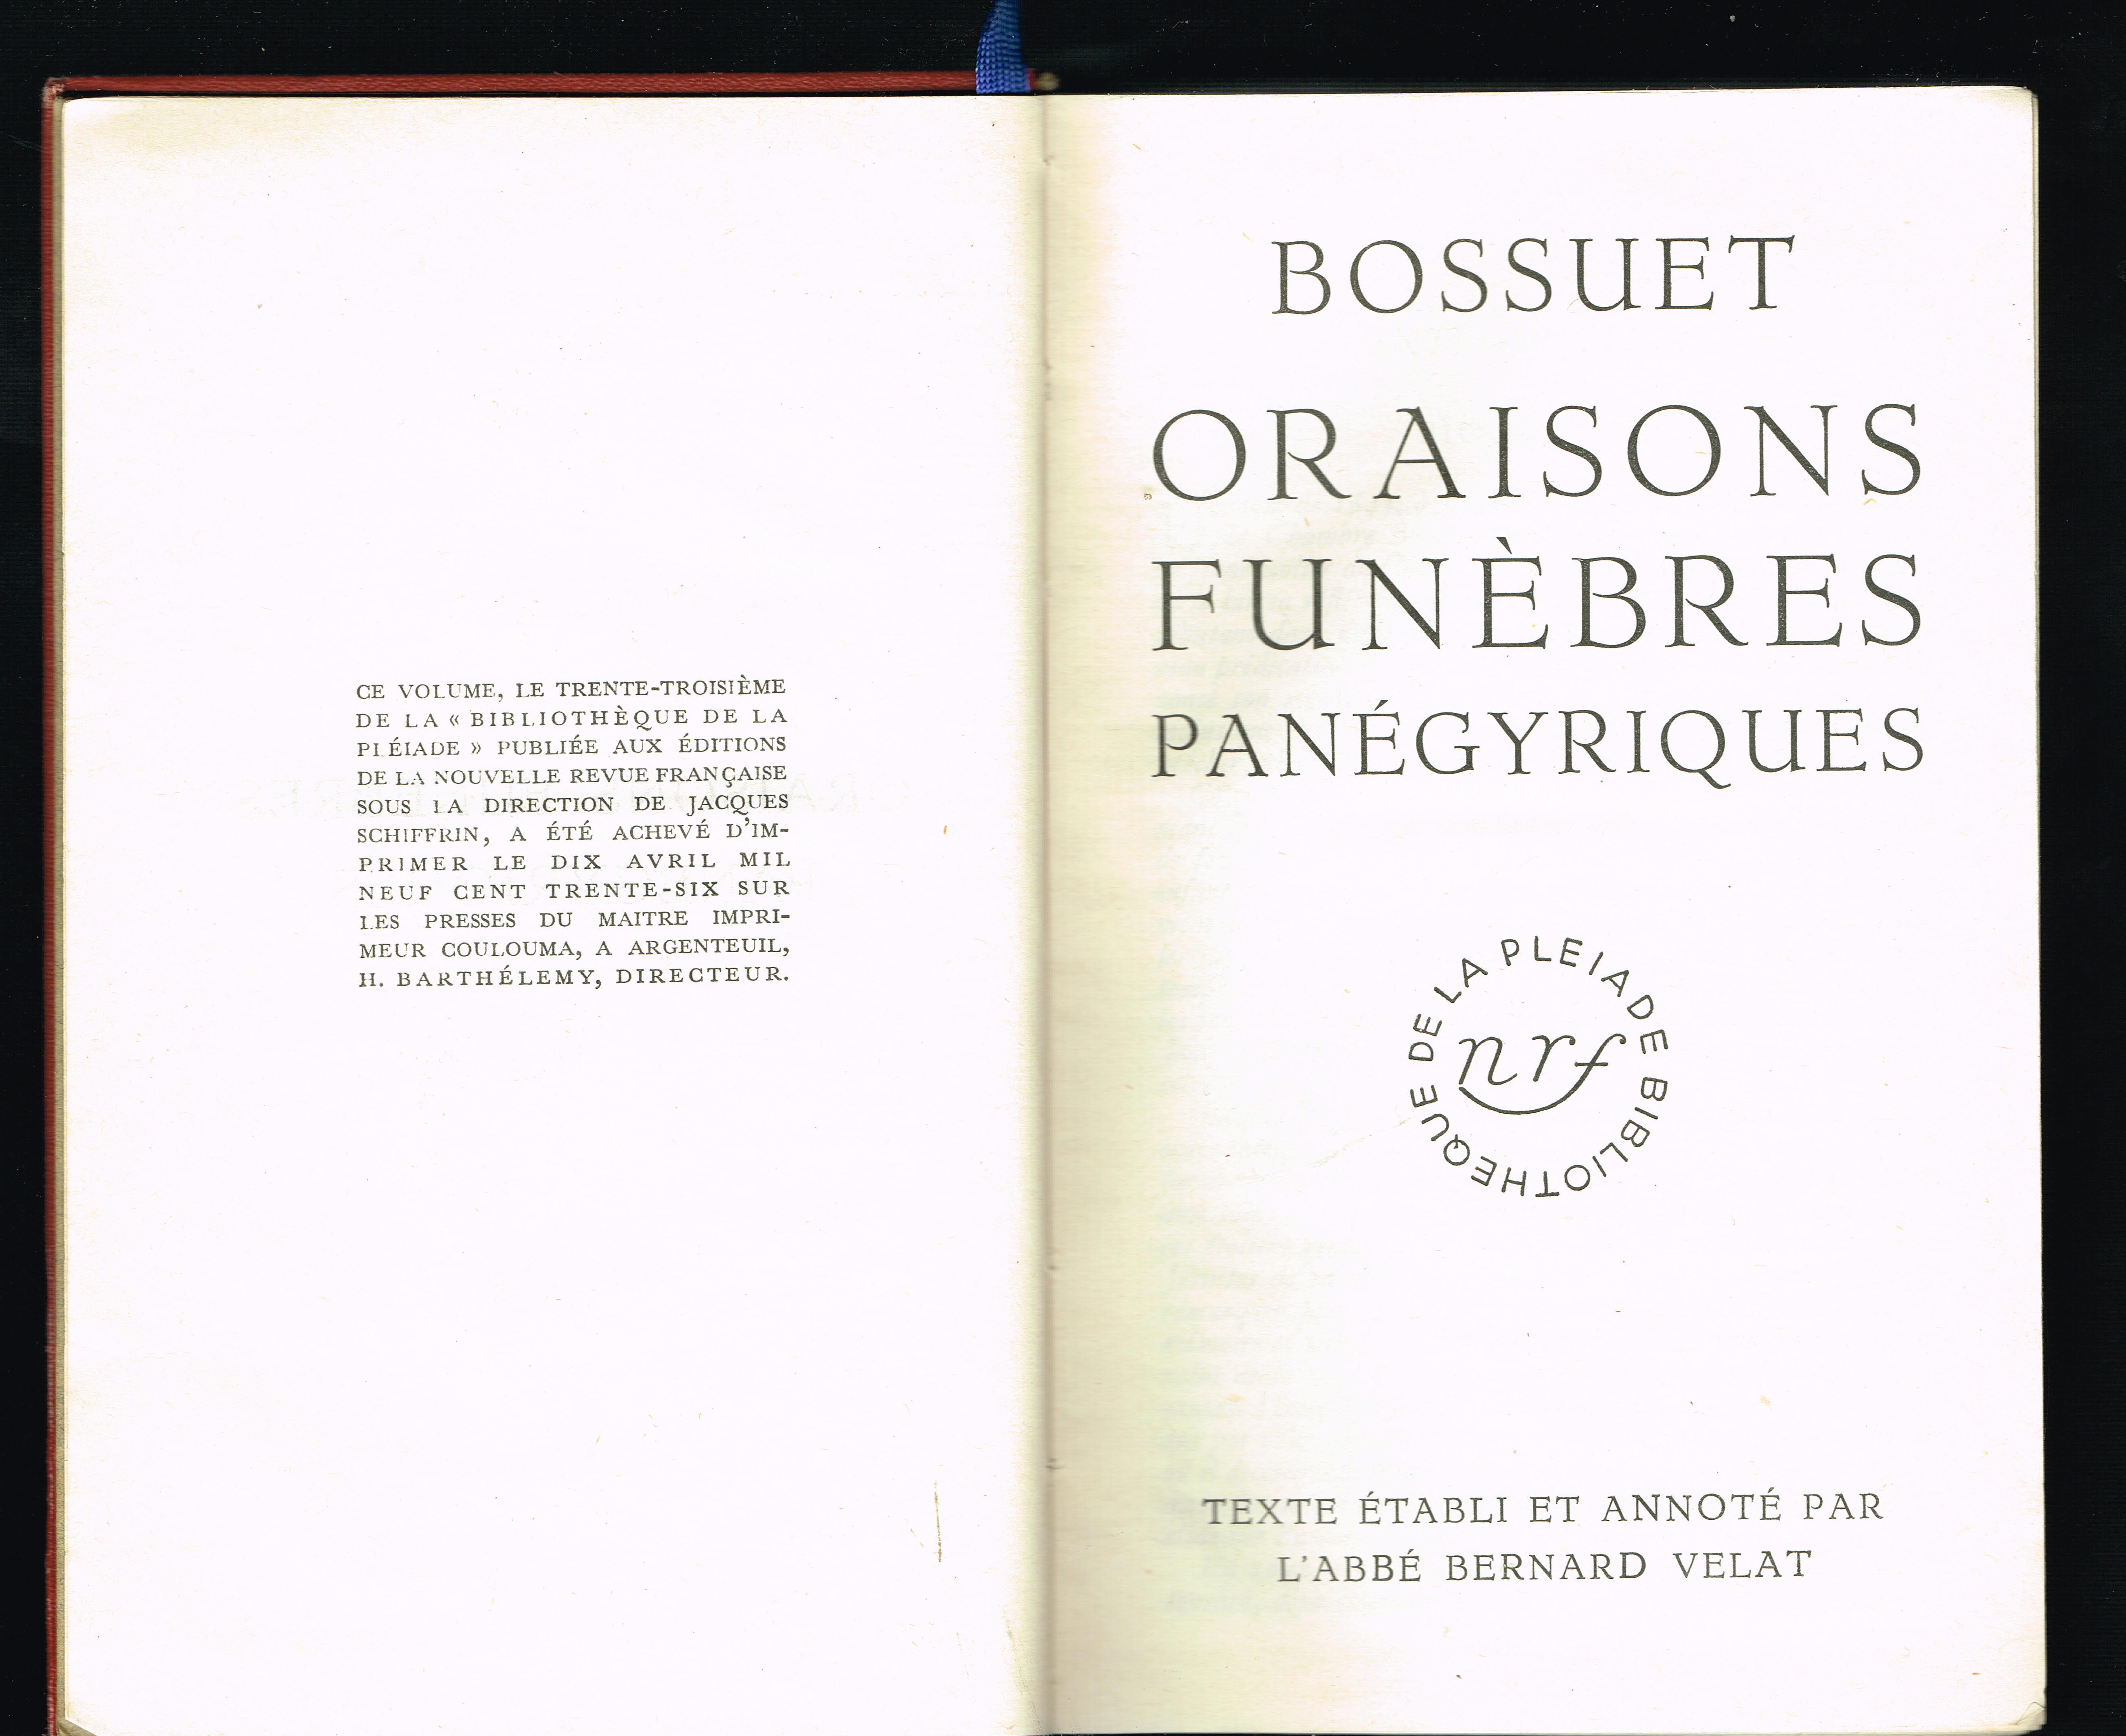 CE VOLUME, LE TRENTE-TROISIÈME
DE LA « BIBLIOTHÈQUE DE LA
PLÉIADE » PUBLIÉE AUX ÉDITIONS
DE LA NOUVELLE REVUE FRANÇAISE
SOUS LA DIRECTION DE JACQUES
SCHIFFRIN, A ÉTÉ ACHEVÉ D'IM-
PRIMER LE DIX AVRIL MIL
NEUF CENT TRENTE-SIX SUR
LES PRESSES DU MAITRE IMPRI-
MEUR COULOUMA, A ARGENTEUIL,
H. BARTHÉLEMY, DIRECTEUR.
BOSSUET
ORAISONS
FUNÈBRES
PANÉGYRIQUES
BIBLIOTHEQUE DE LA PLEIADE
nrf
TEXTE ÉTABLI ET ANNOTÉ PAR
L'ABBÉ BERNARD VELAT